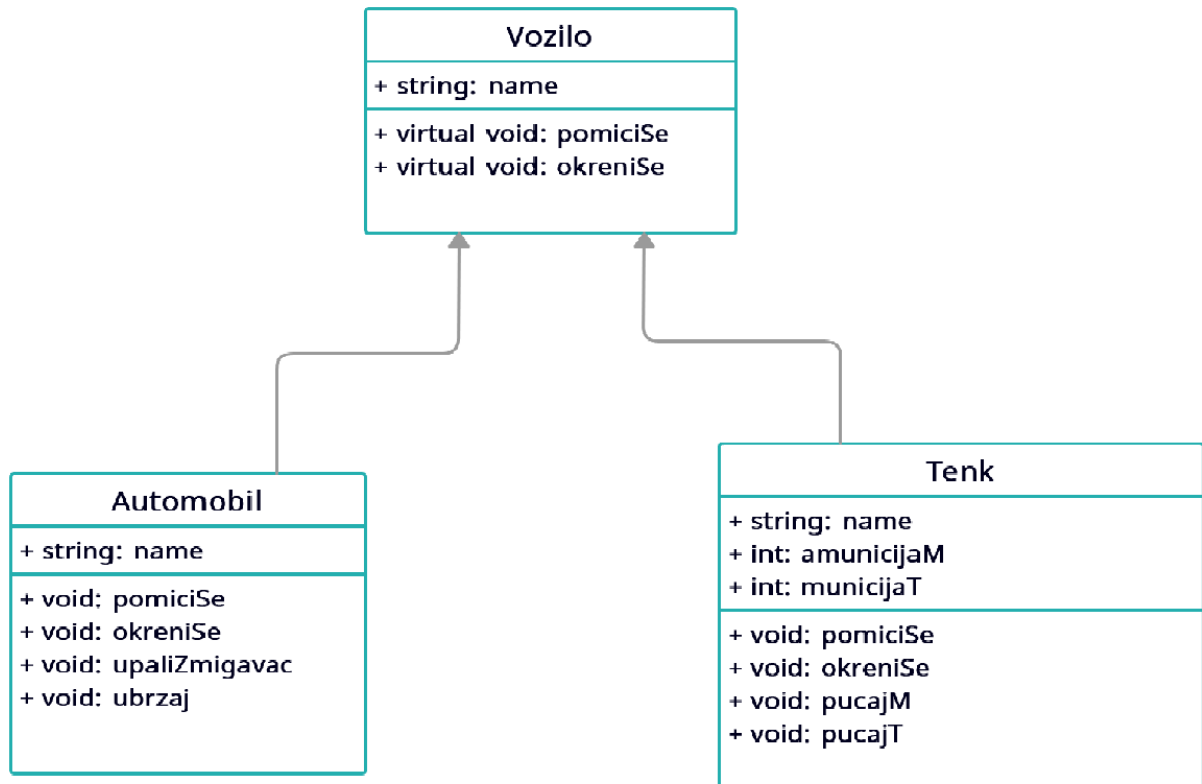 Vozilo
+ string: name
+ virtual void: pomiciSe
+ virtual void: okreniSe
Automobil
+ string: name
+ void: pomiciSe
+ void: okreniSe
+ void: upaliZmigavac
+ void: ubrzaj
Tenk
+ string: name
+ int: amunicijaM
+ int: municijaT
+ void: pomiciSe
+ void: okreniSe
+ void: pucajM
+ void: pucajT